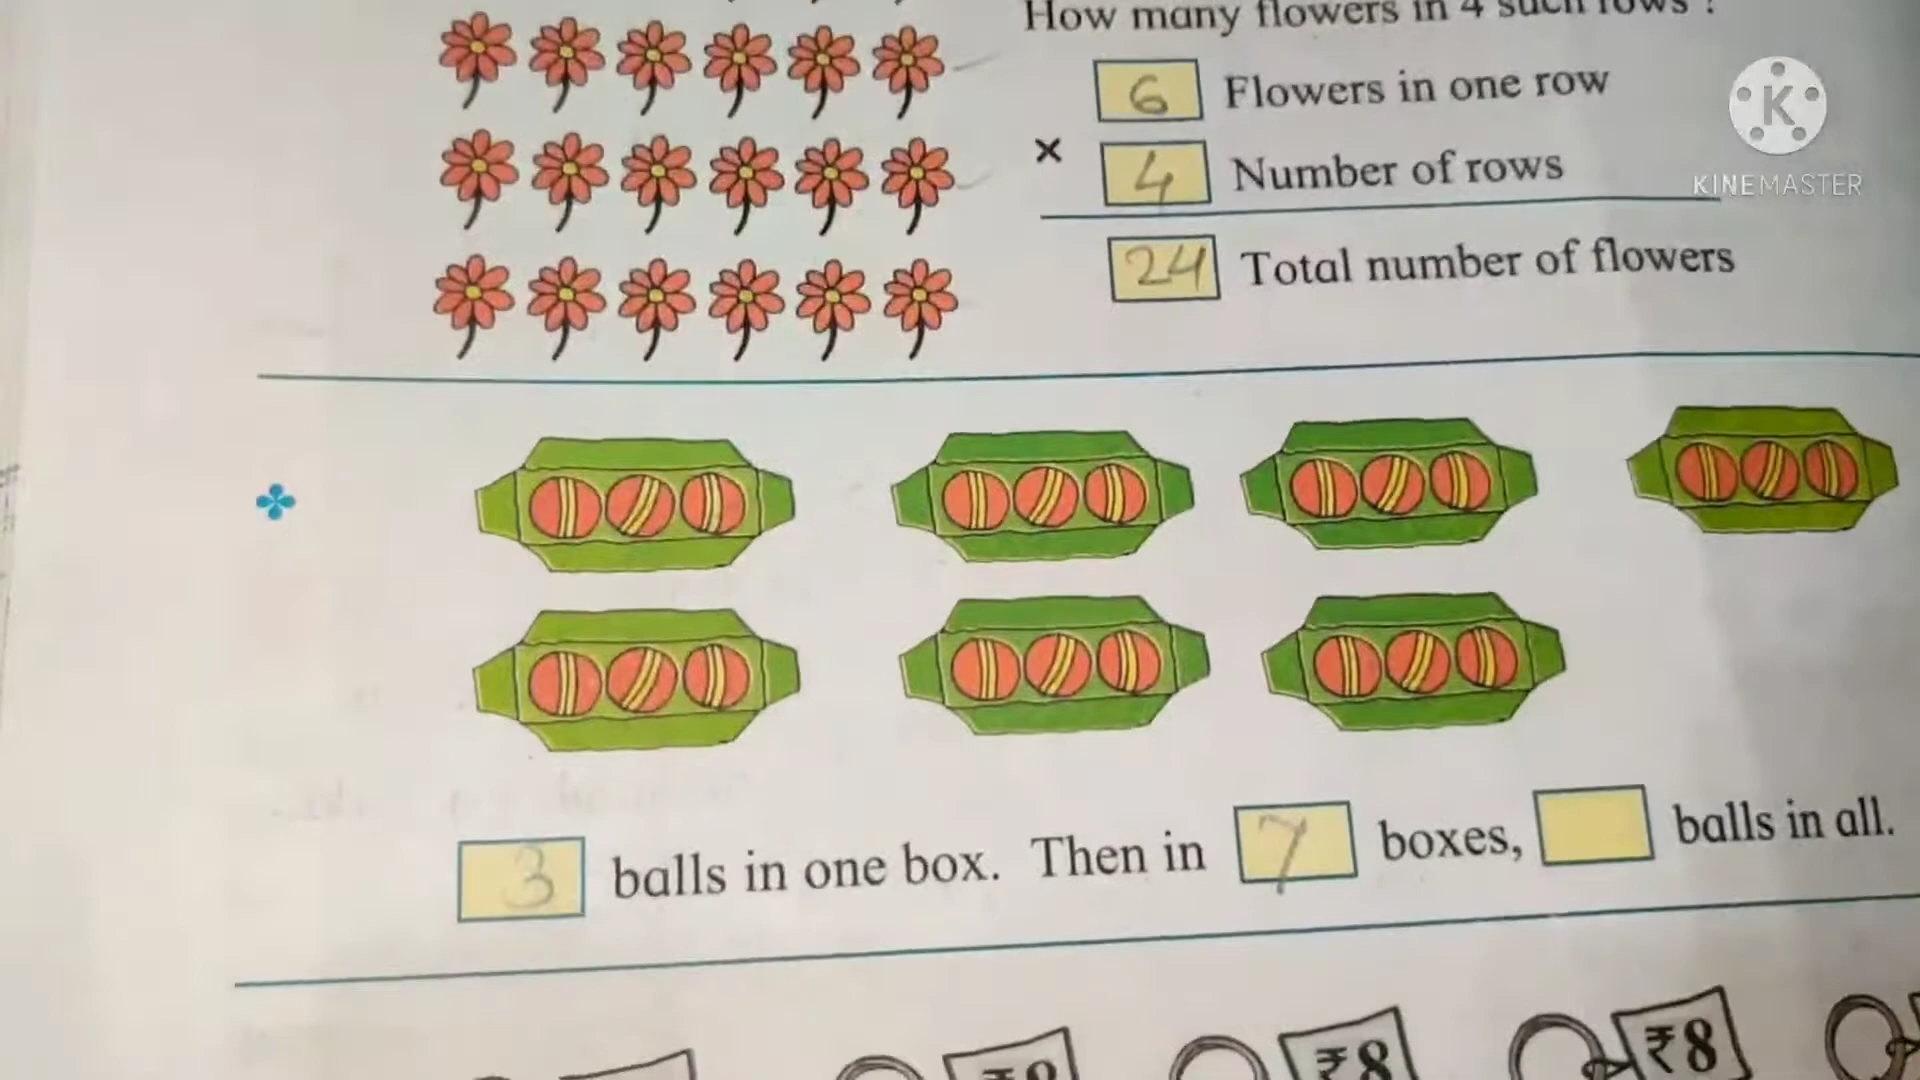 How many flowers in 4 such rows ?
6 Flowers in one row
× 4 Number of rows
24 Total number of flowers
K
KINEMASTER
3 balls in one box. Then in 7 boxes, balls in all.
₹8 ₹8